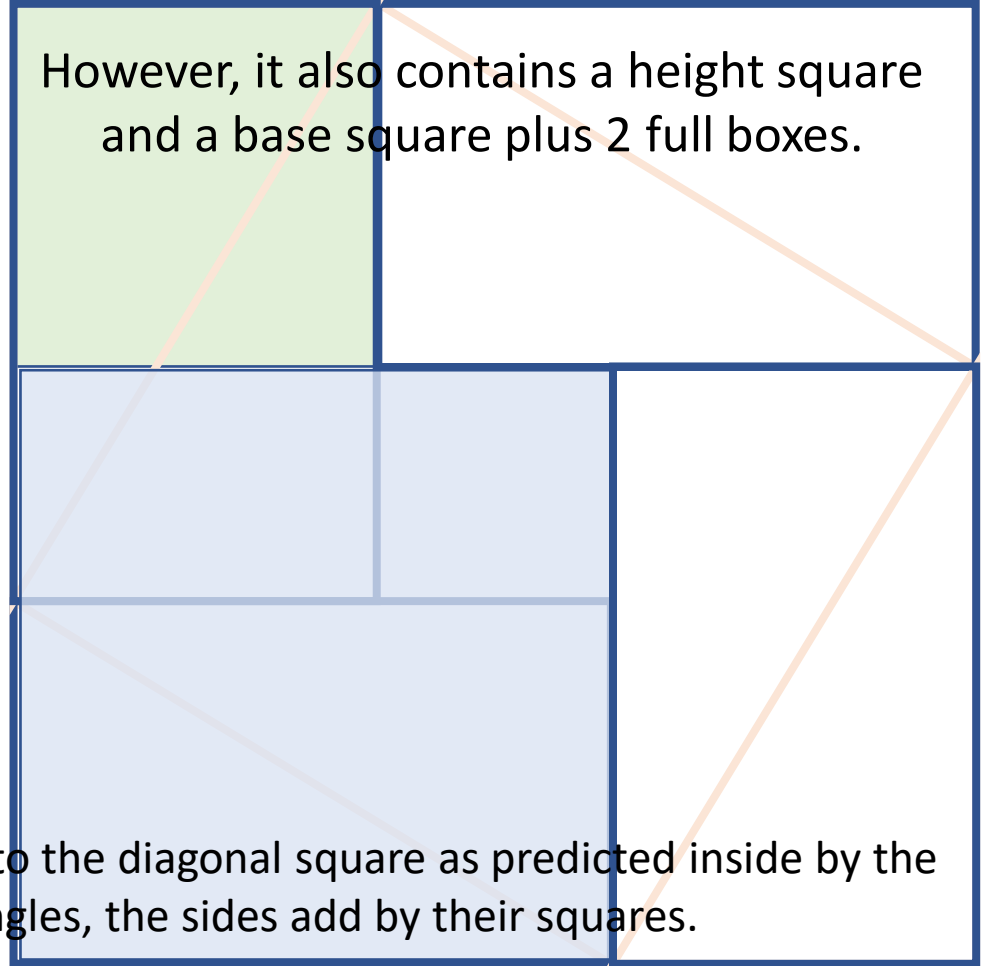 However, it also contains a height square
and a base square plus 2 full boxes.
to the diagonal square as predicted inside by the
the sides add by their squares.